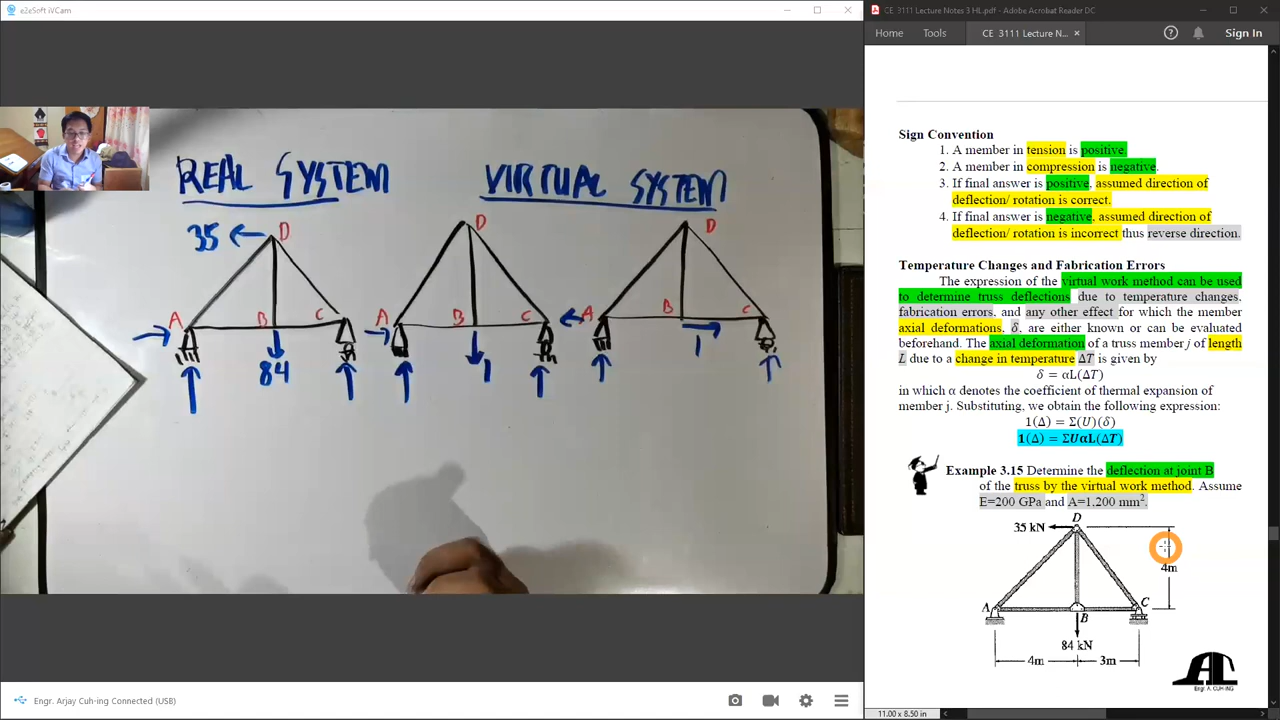 e2eSoft iVCam
CE 3111 Lecture Notes 3 HL.pdf - Adobe Acrobat Reader DC
Home
Tools
CE 3111 Lecture N...
Sign In
REAL SYSTEM
VIRTUAL SYSTEM
35
D
A
B
C
84
D
A
B
C
1
D
A
B
C
1
Sign Convention
1. A member in tension is positive.
2. A member in compression is negative.
3. If final answer is positive, assumed direction of
deflection/ rotation is correct.
4. If final answer is negative, assumed direction of
deflection/ rotation is incorrect thus reverse direction.
Temperature Changes and Fabrication Errors
The expression of the virtual work method can be used
to determine truss deflections due to temperature changes,
fabrication errors, and any other effect for which the member
axial deformations, δ, are either known or can be evaluated
beforehand. The axial deformation of a truss member j of length
L due to a change in temperature ΔT is given by
δ = αL(ΔT)
in which α denotes the coefficient of thermal expansion of
member j. Substituting, we obtain the following expression:
1(Δ) = Σ(U)(δ)
1(Δ) = ΣUαL(ΔT)
Example 3.15 Determine the deflection at joint B
of the truss by the virtual work method. Assume
E=200 GPa and A=1,200 mm².
D
35 kN
4m
A
C
B
84 kN
4m
3m
Engr. A. CUH-ING
Engr. Arjay Cuh-ing Connected (USB)
11.00 x 8.50 in